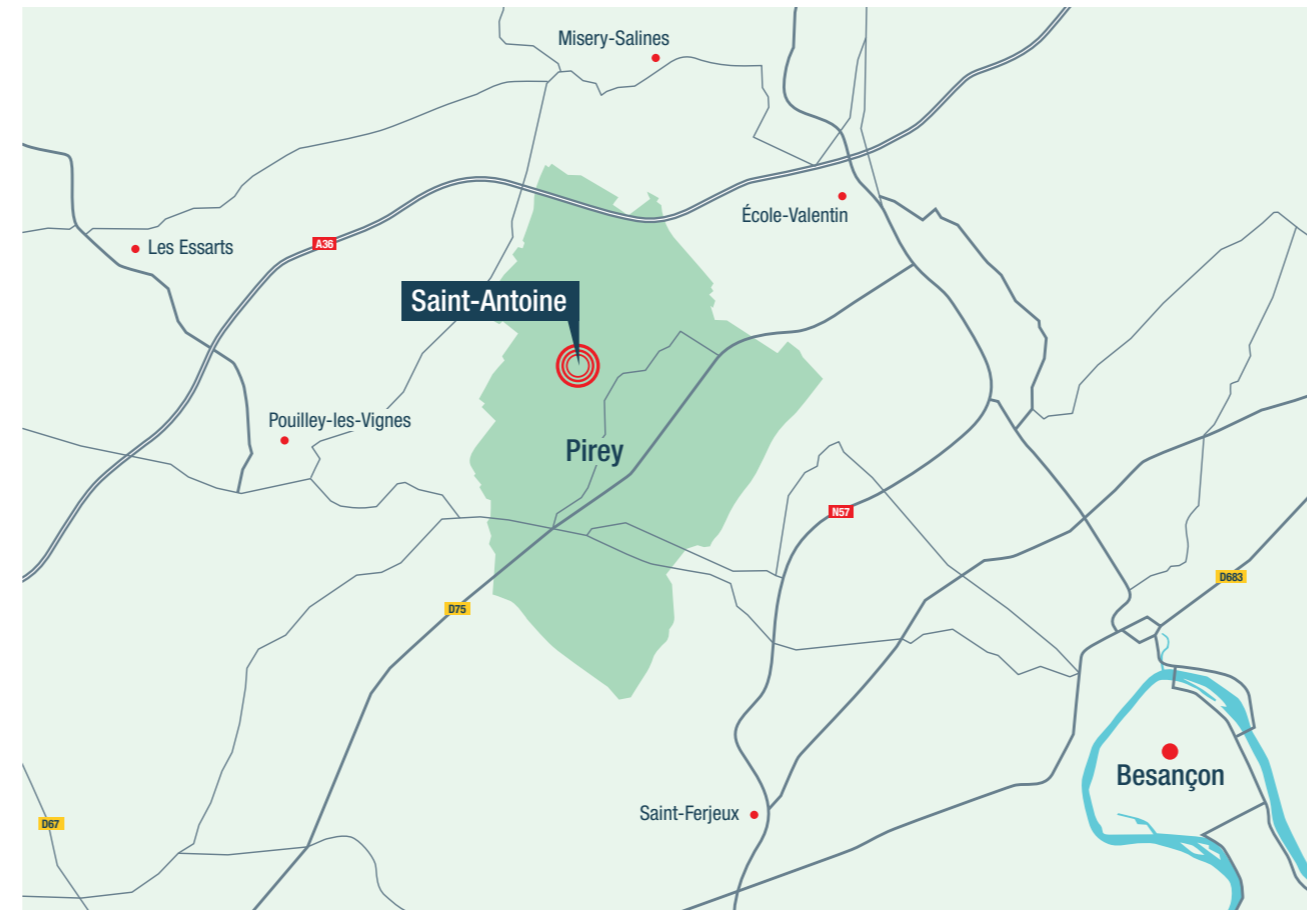 Misery-Salines
École-Valentin
Les Essarts
A36
Saint-Antoine
Pouilley-les-Vignes
Pirey
N57
D683
D75
Besançon
Saint-Ferjeux
D67